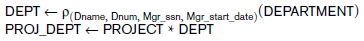 DEPT ← ρ(Dname, Dnum, Mgr_ssn, Mgr_start_date)(DEPARTMENT)
PROJ_DEPT ← PROJECT * DEPT